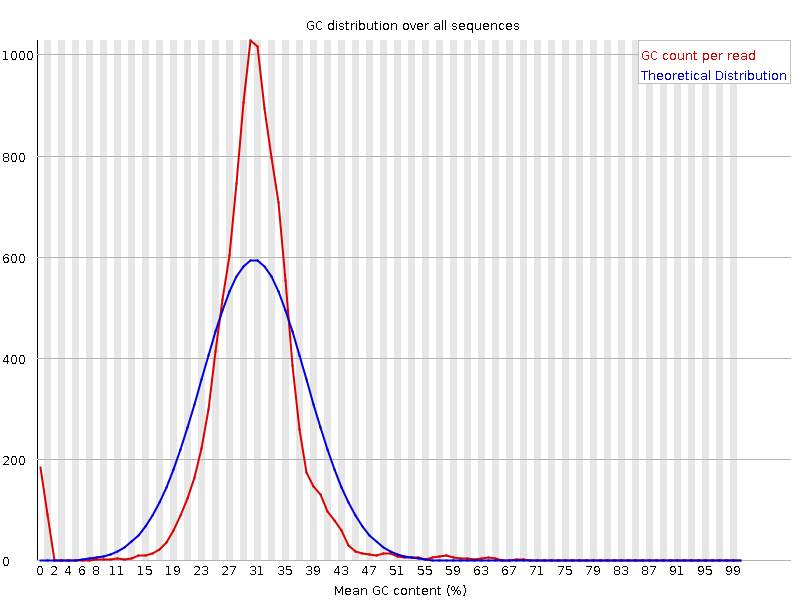 GC distribution over all sequences
GC count per read
Theoretical Distribution
1000
800
600
400
200
0
0 2 4 6 8 11 15 19 23 27 31 35 39 43 47 51 55 59 63 67 71 75 79 83 87 91 95 99
Mean GC content (%)